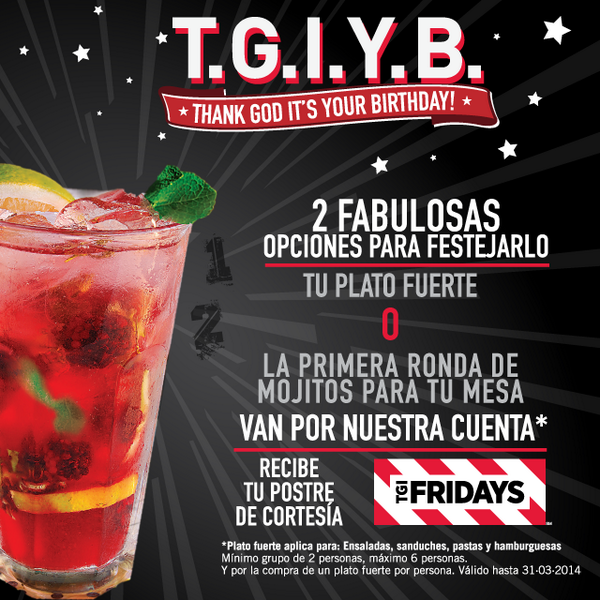 T.G.I.Y.B.
THANK GOD IT'S YOUR BIRTHDAY!
2 FABULOSAS
OPCIONES PARA FESTEJARLO
1
TU PLATO FUERTE
O
2
LA PRIMERA RONDA DE
MOJITOS PARA TU MESA
VAN POR NUESTRA CUENTA*
RECIBE
TU POSTRE
DE CORTESÍA
TGI FRIDAYS
*Plato fuerte aplica para: Ensaladas, sanduches, pastas y hamburguesas
Mínimo grupo de 2 personas, máximo 6 personas.
Y por la compra de un plato fuerte por persona. Válido hasta 31-03-2014